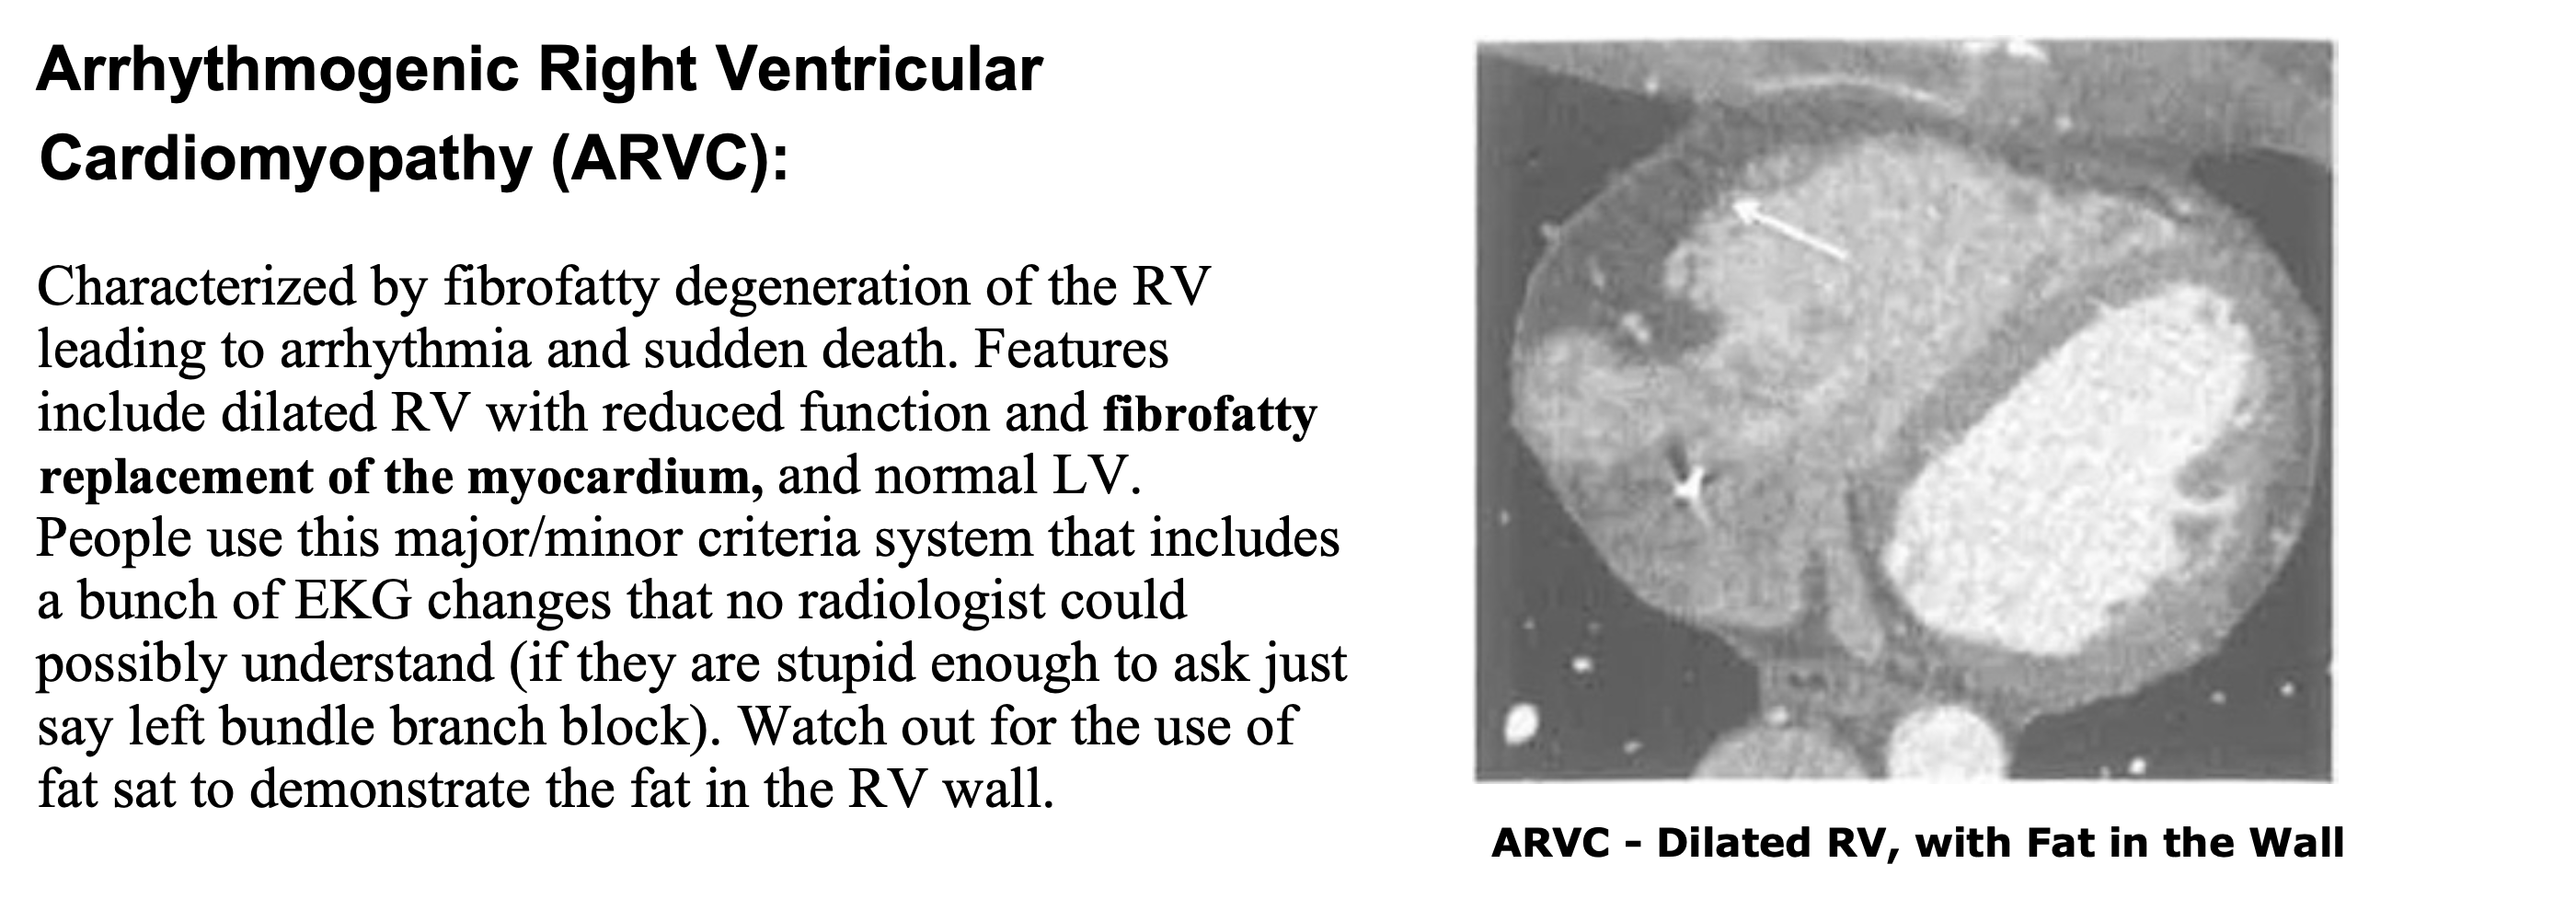 Arrhythmogenic Right Ventricular
Cardiomyopathy (ARVC):
Characterized by fibrofatty degeneration of the RV
leading to arrhythmia and sudden death. Features
include dilated RV with reduced function and fibrofatty
replacement of the myocardium, and normal LV.
People use this major/minor criteria system that includes
a bunch of EKG changes that no radiologist could
possibly understand (if they are stupid enough to ask just
say left bundle branch block). Watch out for the use of
fat sat to demonstrate the fat in the RV wall.
ARVC - Dilated RV, with Fat in the Wall